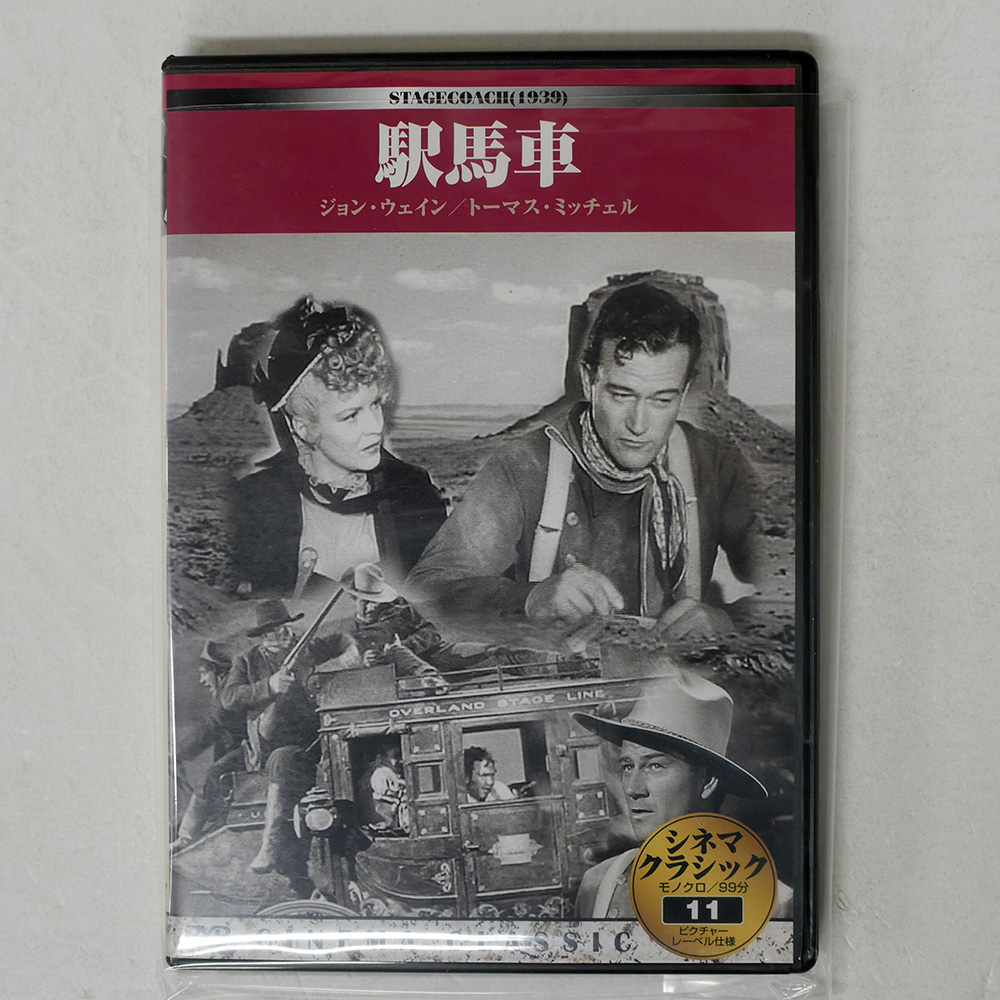 STAGECOACH(1939)
駅馬車
ジョン・ウェイン／トーマス・ミッチェル
OVERLAND STAGE LINE
シネマ
クラシック
モノクロ／99分
11
ピクチャー
レーベル仕様
CINEMA CLASSIC